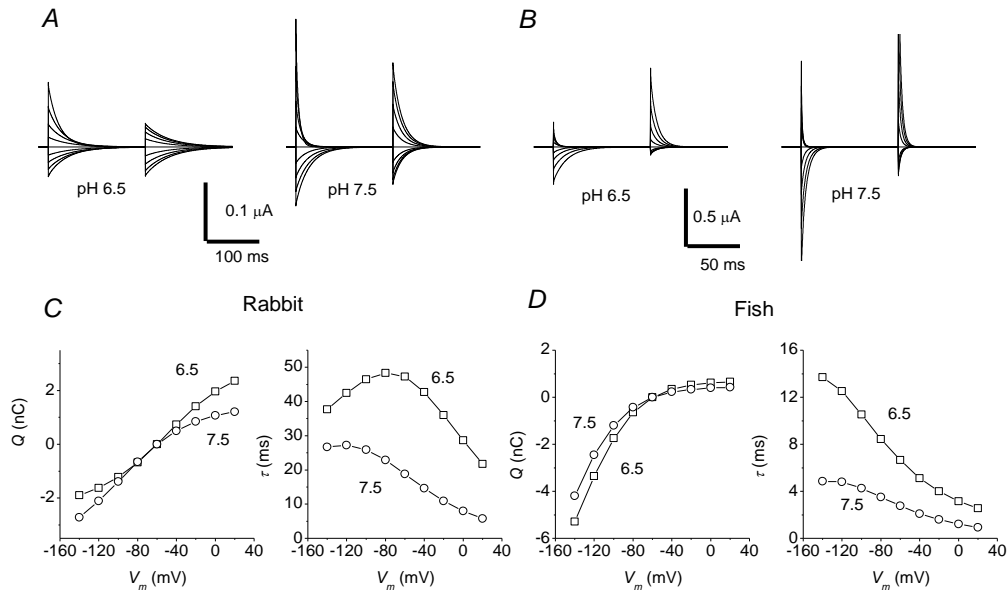 A
B
pH 6.5
pH 7.5
0.1 μA
100 ms
pH 6.5
pH 7.5
0.5 μA
50 ms
C
Rabbit
D
Fish
Q (nC)
2
0
-2
6.5
7.5
-160 -120 -80 -40 0 40
V_m (mV)
τ (ms)
50
40
30
20
10
0
6.5
7.5
-160 -120 -80 -40 0 40
V_m (mV)
Q (nC)
2
0
-2
-4
-6
7.5
6.5
-160 -120 -80 -40 0 40
V_m (mV)
τ (ms)
16
12
8
4
0
6.5
7.5
-160 -120 -80 -40 0 40
V_m (mV)